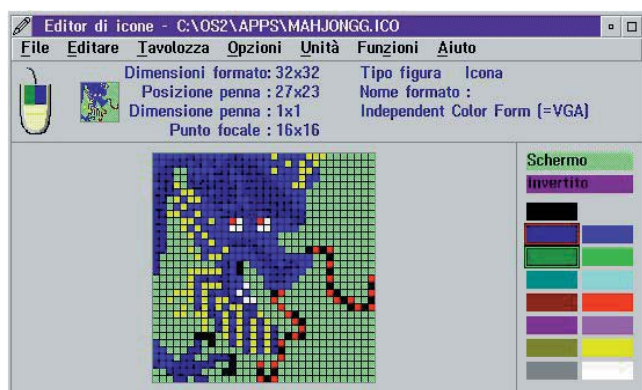 Editor di icone - C:\OS2\APPS\MAHJONGG.ICO
File Editare Tavolozza Opzioni Unità Funzioni Aiuto
Dimensioni formato: 32x32 Tipo figura Icona
Posizione penna : 27x23 Nome formato :
Dimensione penna : 1x1 Independent Color Form (=VGA)
Punto focale : 16x16
Schermo
Invertito